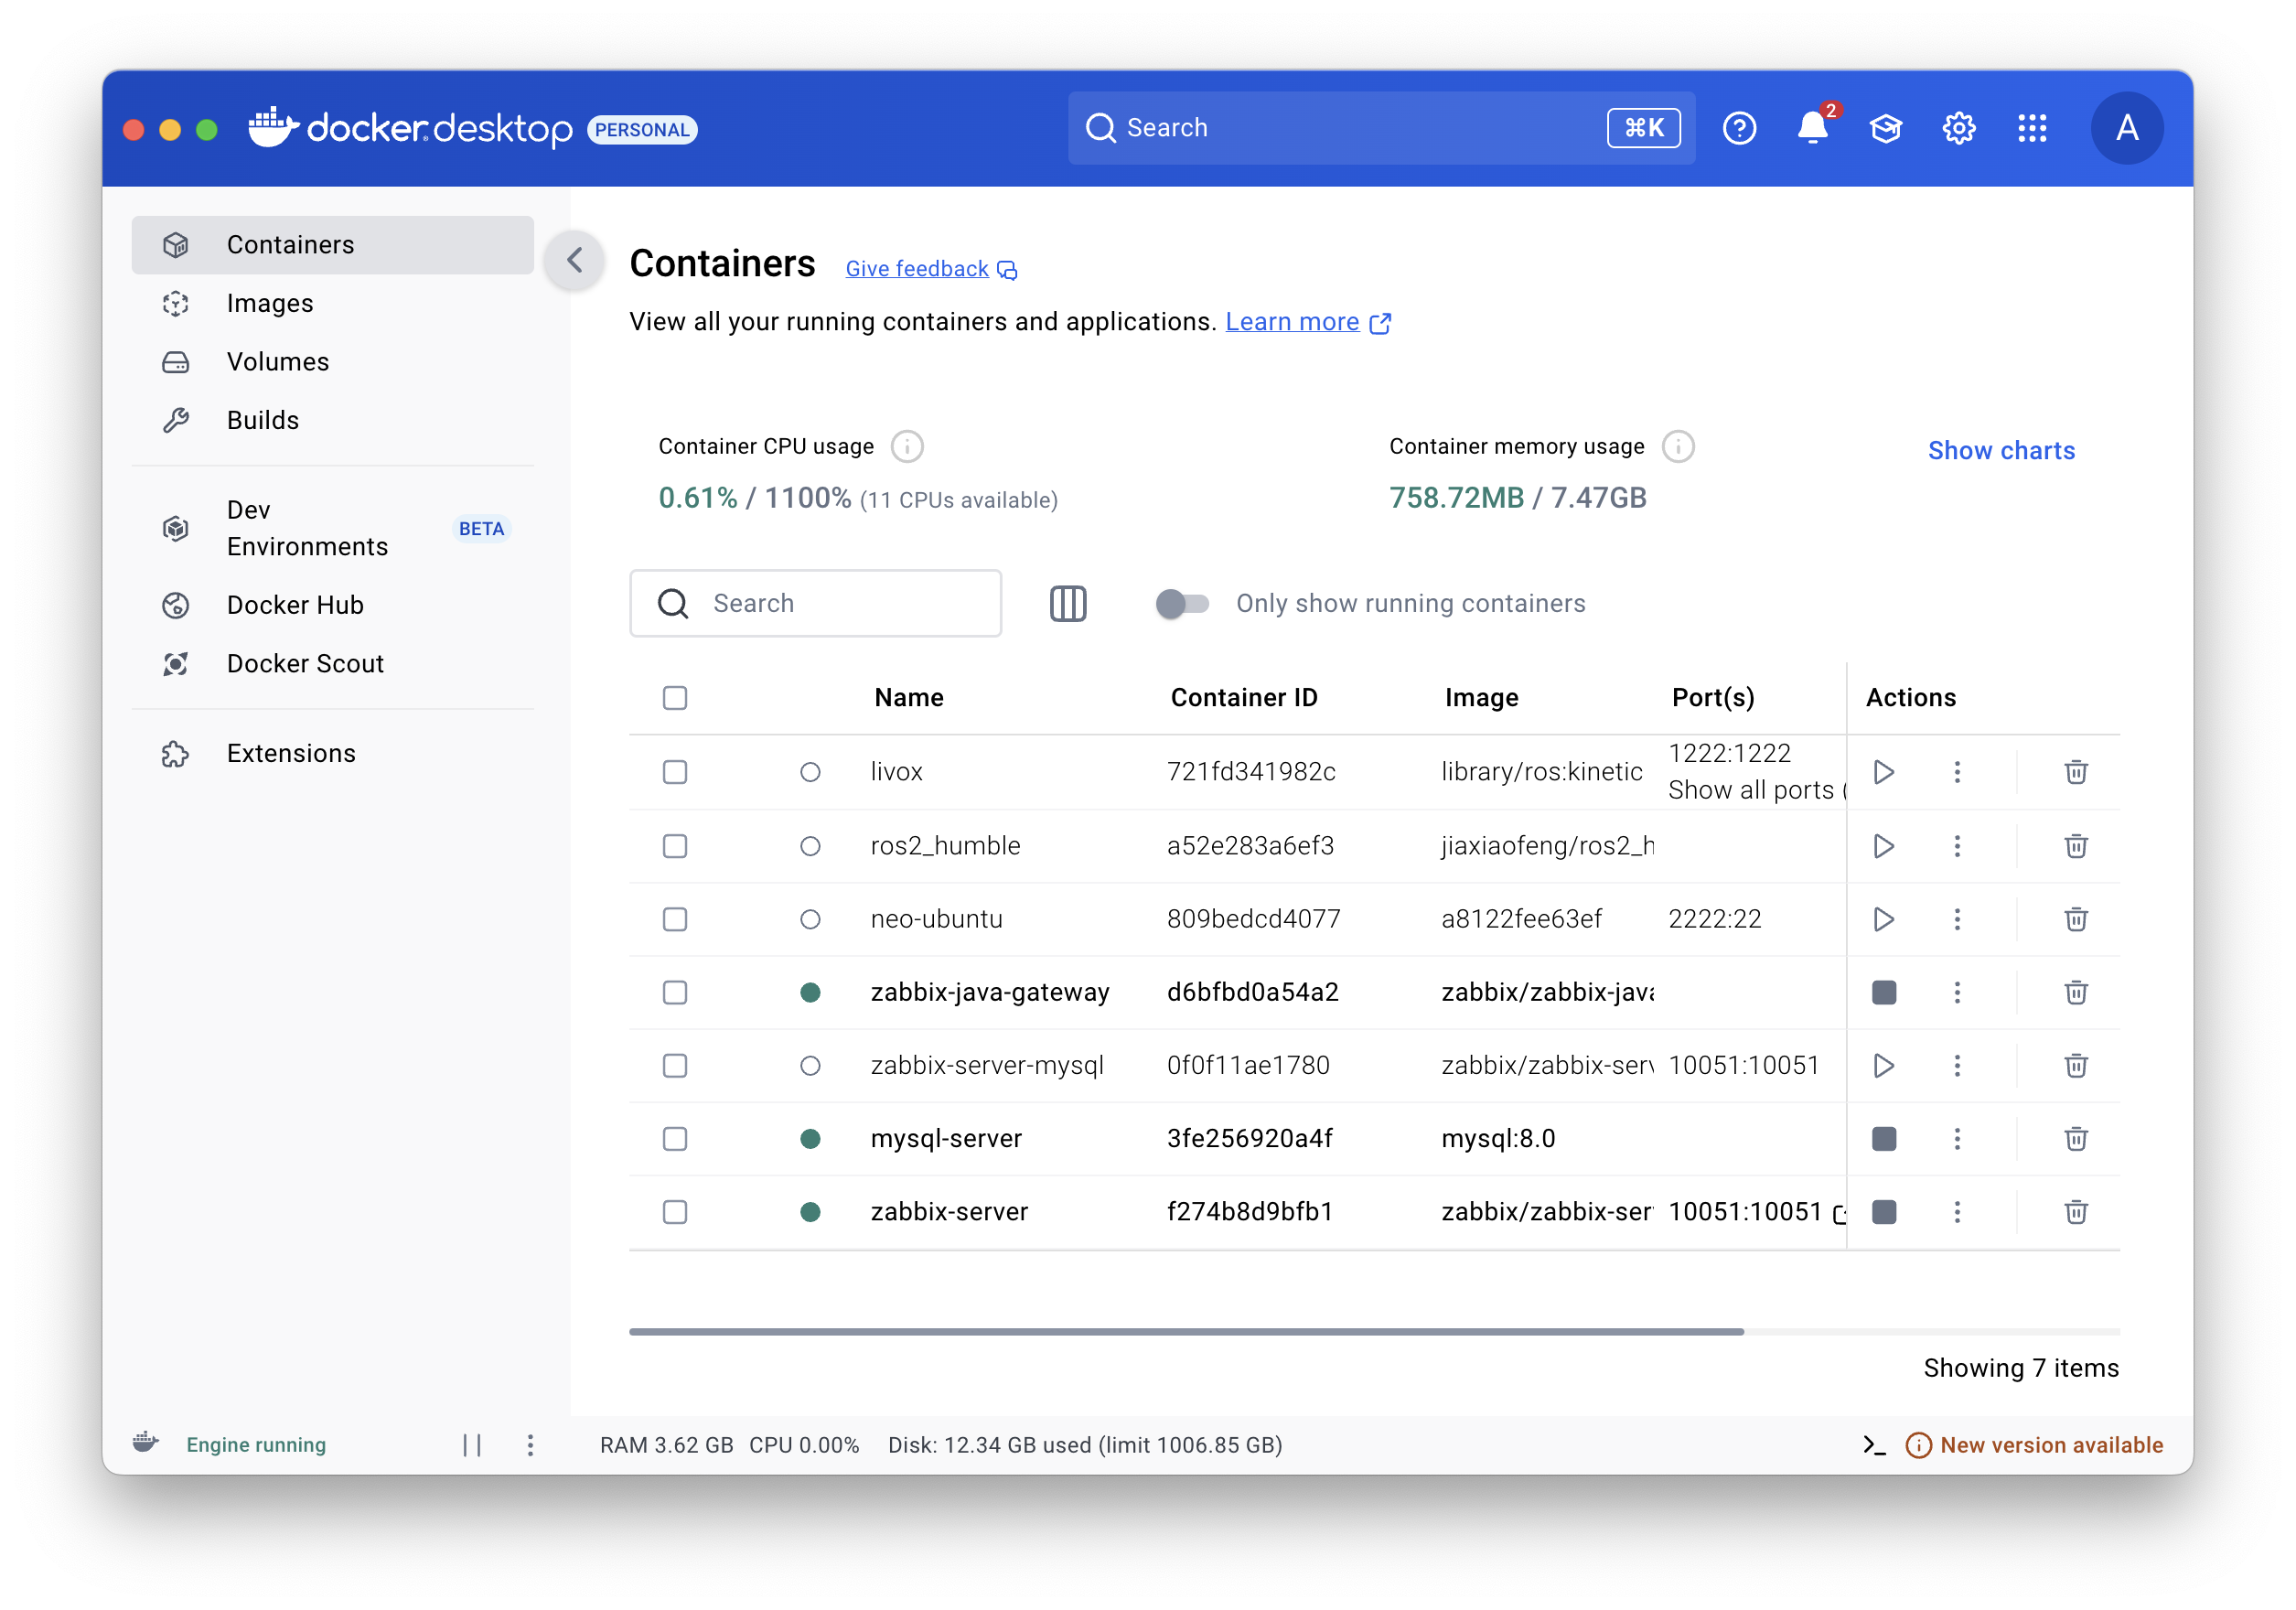 docker desktop PERSONAL
Search ⌘K
2
A
Containers
Images
Volumes
Builds
Dev
Environments
BETA
Docker Hub
Docker Scout
Extensions
Containers Give feedback
View all your running containers and applications. Learn more
Container CPU usage
0.61% / 1100% (11 CPUs available)
Container memory usage
758.72MB / 7.47GB
Show charts
Search
Only show running containers
Name Container ID Image Port(s) Actions
livox 721fd341982c library/ros:kinetic 1222:1222
Show all ports (
ros2_humble a52e283a6ef3 jiaxiaofeng/ros2_h
neo-ubuntu 809bedcd4077 a8122fee63ef 2222:22
zabbix-java-gateway d6bfbd0a54a2 zabbix/zabbix-java
zabbix-server-mysql 0f0f11ae1780 zabbix/zabbix-serv 10051:10051
mysql-server 3fe256920a4f mysql:8.0
zabbix-server f274b8d9bfb1 zabbix/zabbix-ser 10051:10051
Showing 7 items
Engine running
RAM 3.62 GB CPU 0.00% Disk: 12.34 GB used (limit 1006.85 GB)
New version available